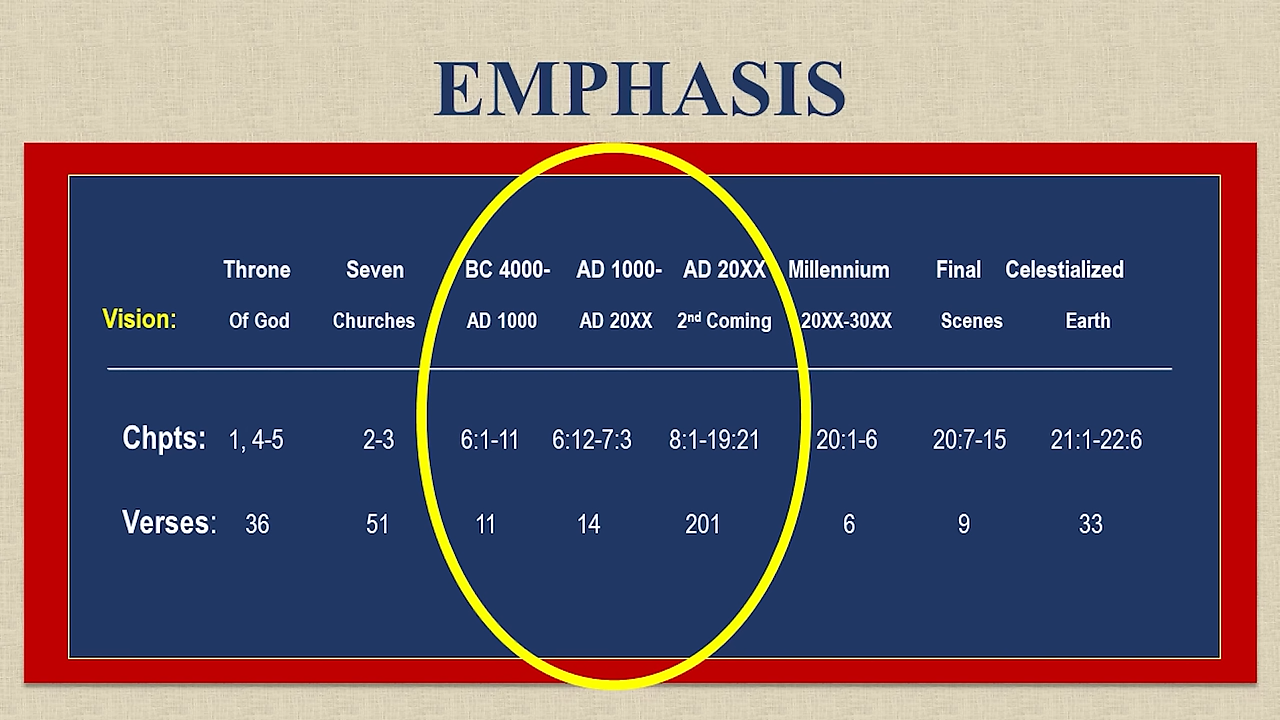 EMPHASIS
Throne Seven BC 4000- AD 1000- AD 20XX Millennium Final Celestialized
Vision: Of God Churches AD 1000 AD 20XX 2nd Coming 20XX-30XX Scenes Earth
Chpts: 1, 4-5 2-3 6:1-11 6:12-7:3 8:1-19:21 20:1-6 20:7-15 21:1-22:6
Verses: 36 51 11 14 201 6 9 33